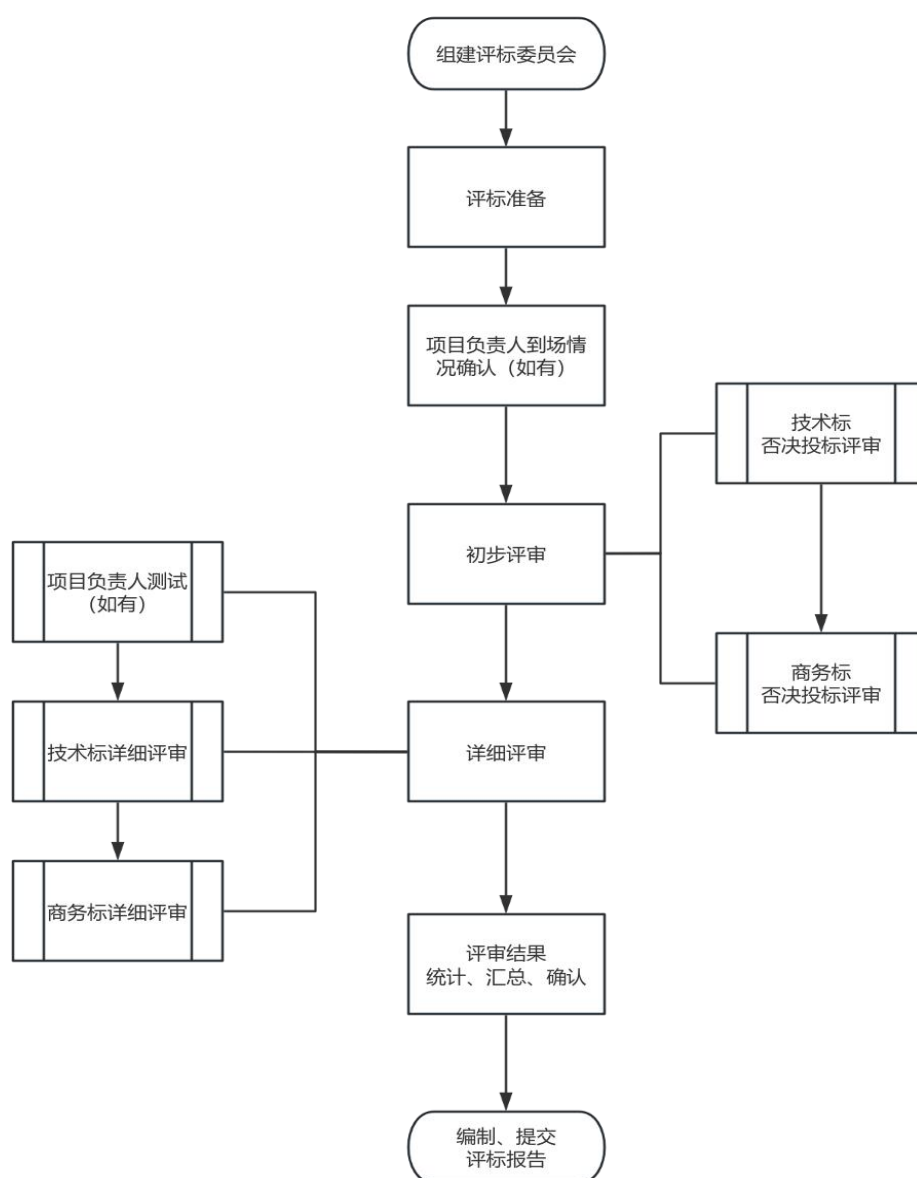 组建评标委员会
评标准备
项目负责人到场情
况确认（如有）
技术标
否决投标评审
初步评审
商务标
否决投标评审
项目负责人测试
（如有）
技术标详细评审
详细评审
商务标详细评审
评审结果
统计、汇总、确认
编制、提交
评标报告